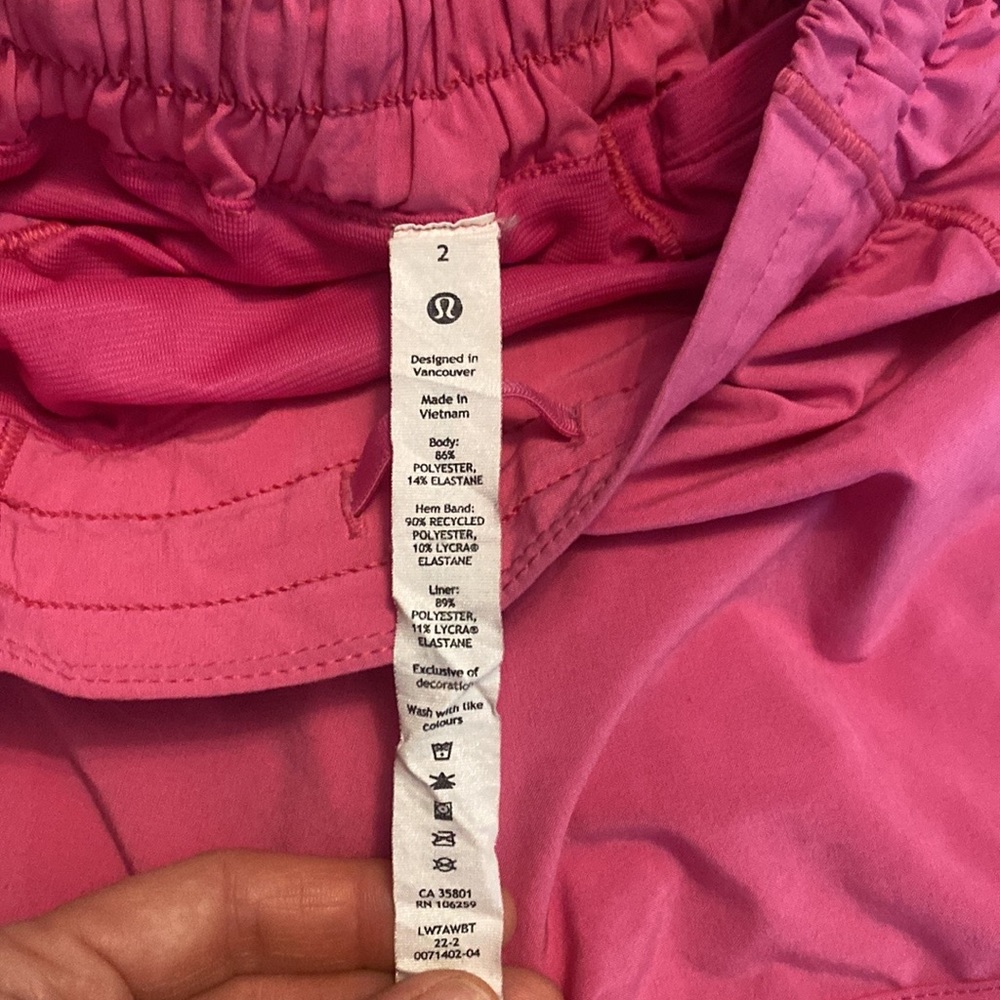 2
Designed in
Vancouver
Made in
Vietnam
Body:
86%
POLYESTER,
14% ELASTANE
Hem Band:
90% RECYCLED
POLYESTER,
10% LYCRA®
ELASTANE
Liner:
89%
POLYESTER,
11% LYCRA®
ELASTANE
Exclusive of
decoratio
Wash with like
colours
CA 35801
RN 106259
LW7AWBT
22-2
0071402-04